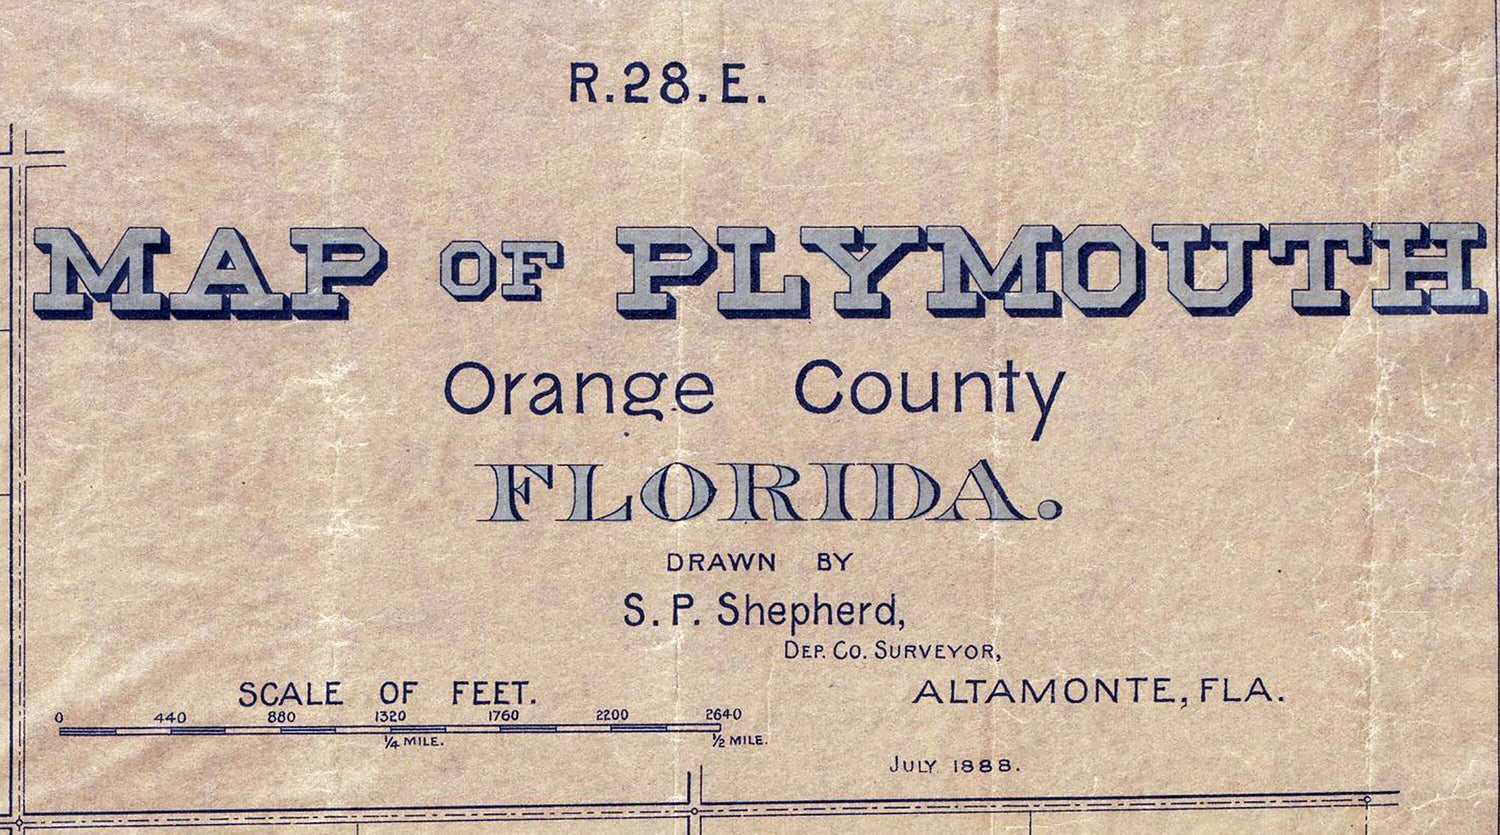 R.28.E.
MAP OF PLYMOUTH
Orange County
FLORIDA.
DRAWN BY
S. P. Shepherd,
DEP. CO. SURVEYOR,
ALTAMONTE, FLA.
SCALE OF FEET.
0 440 880 1320 1760 2200 2640
¼ MILE. ½ MILE.
JULY 1888.